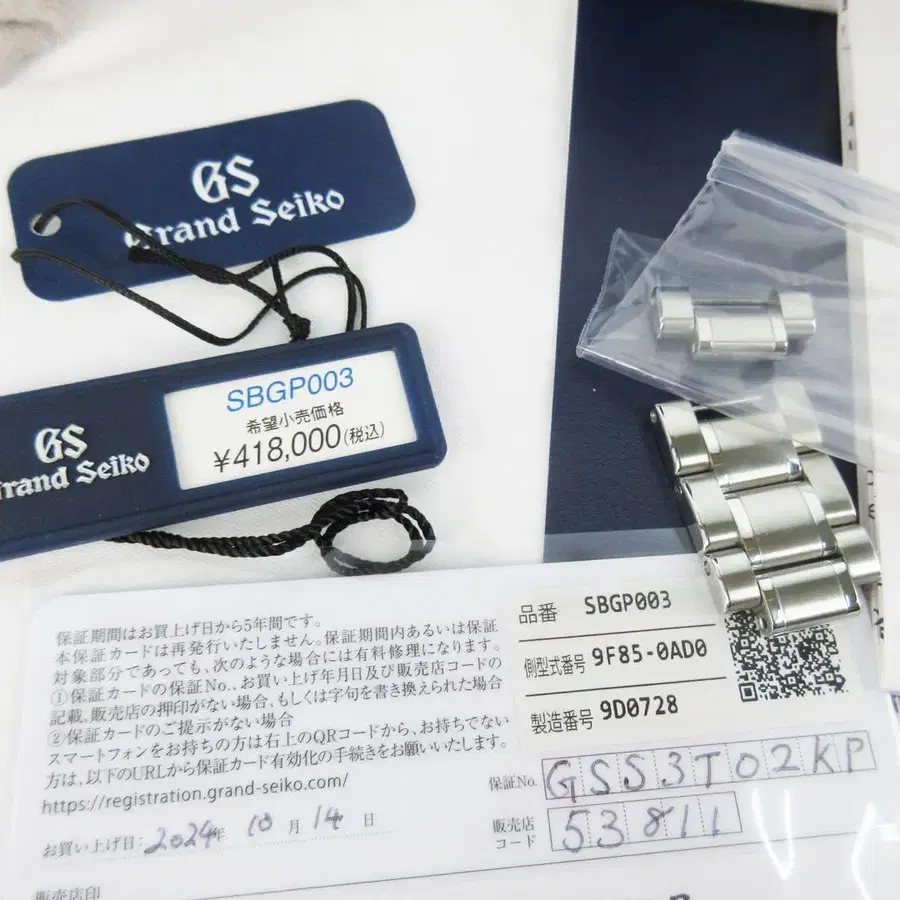 GS
Grand Seiko
SBGP003
希望小売価格
¥418,000(税込)
GS
Grand Seiko
保証期間はお買上げ日から5年間です。
本保証カードは再発行いたしません。保証期間内あるいは保証
対象部分であっても、次のような場合には有料修理になります。
①保証カードの保証No.、お買い上げ年月日及び販売店コードの
記載、販売店の押印がない場合、もしくは字句を書き換えられた場合
②保証カードのご提示がない場合
スマートフォンをお持ちの方は右上のQRコードから、お持ちでない
方は、以下のURLから保証カード有効化の手続きをお願いいたします。
https://registration.grand-seiko.com/
お買い上げ日: 2024年 10月 14日
販売店印
品番 SBGP003
側型式番号 9F85-0AD0
製造番号 9D0728
保証No. GSS3T02KP
販売店
コード 53811